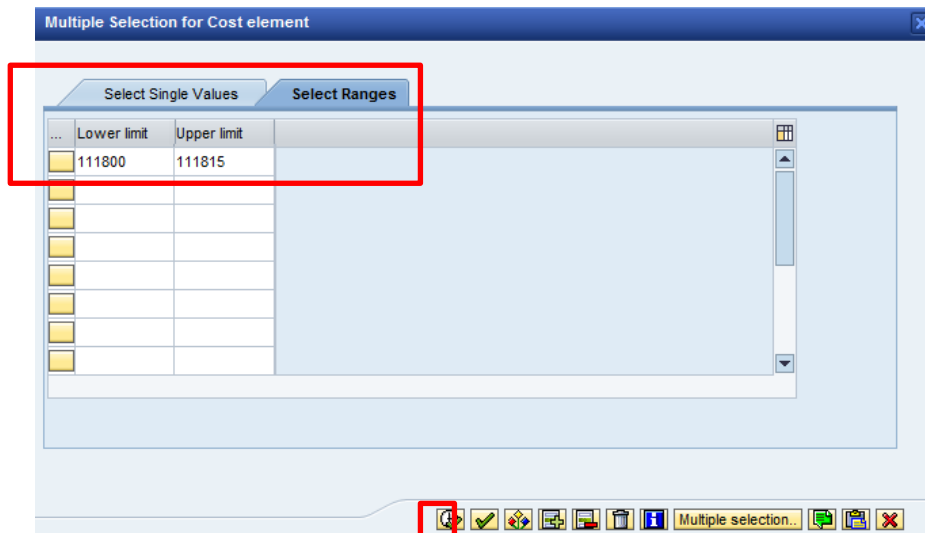 Multiple Selection for Cost element
Select Single Values Select Ranges
... Lower limit Upper limit
111800 111815
Multiple selection..